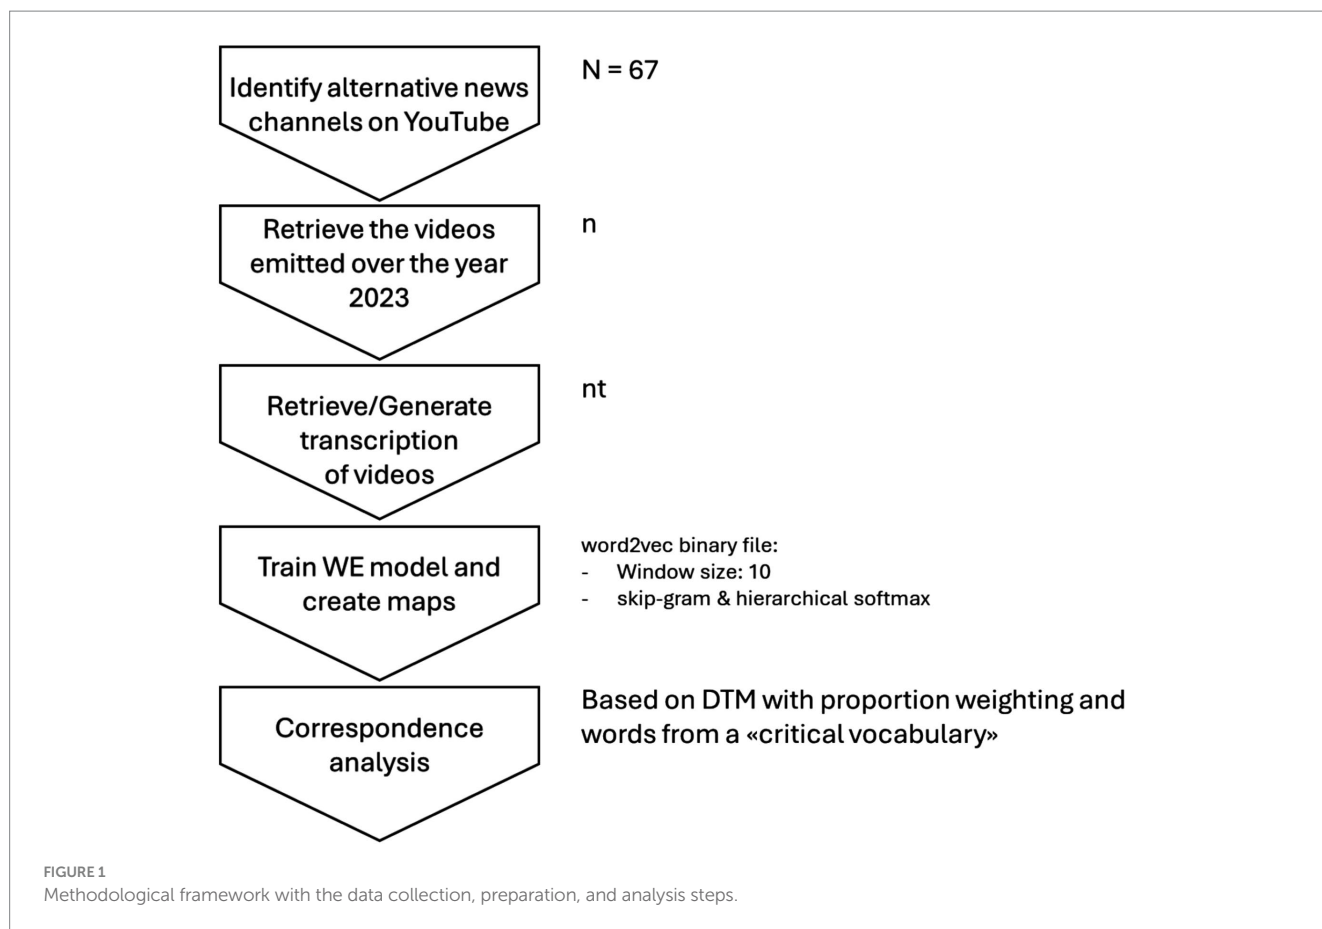 Identify alternative news
channels on YouTube
N = 67
Retrieve the videos
emitted over the year
2023
n
Retrieve/Generate
transcription
of videos
nt
Train WE model and
create maps
word2vec binary file:
- Window size: 10
- skip-gram & hierarchical softmax
Correspondence
analysis
Based on DTM with proportion weighting and
words from a «critical vocabulary»
FIGURE 1
Methodological framework with the data collection, preparation, and analysis steps.